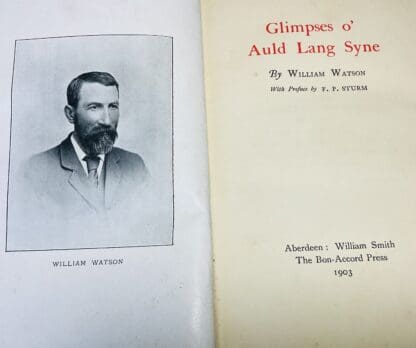 WILLIAM WATSON
Glimpses o'
Auld Lang Syne
By WILLIAM WATSON
With Preface by F. P. STURM
Aberdeen: William Smith
The Bon-Accord Press
1903